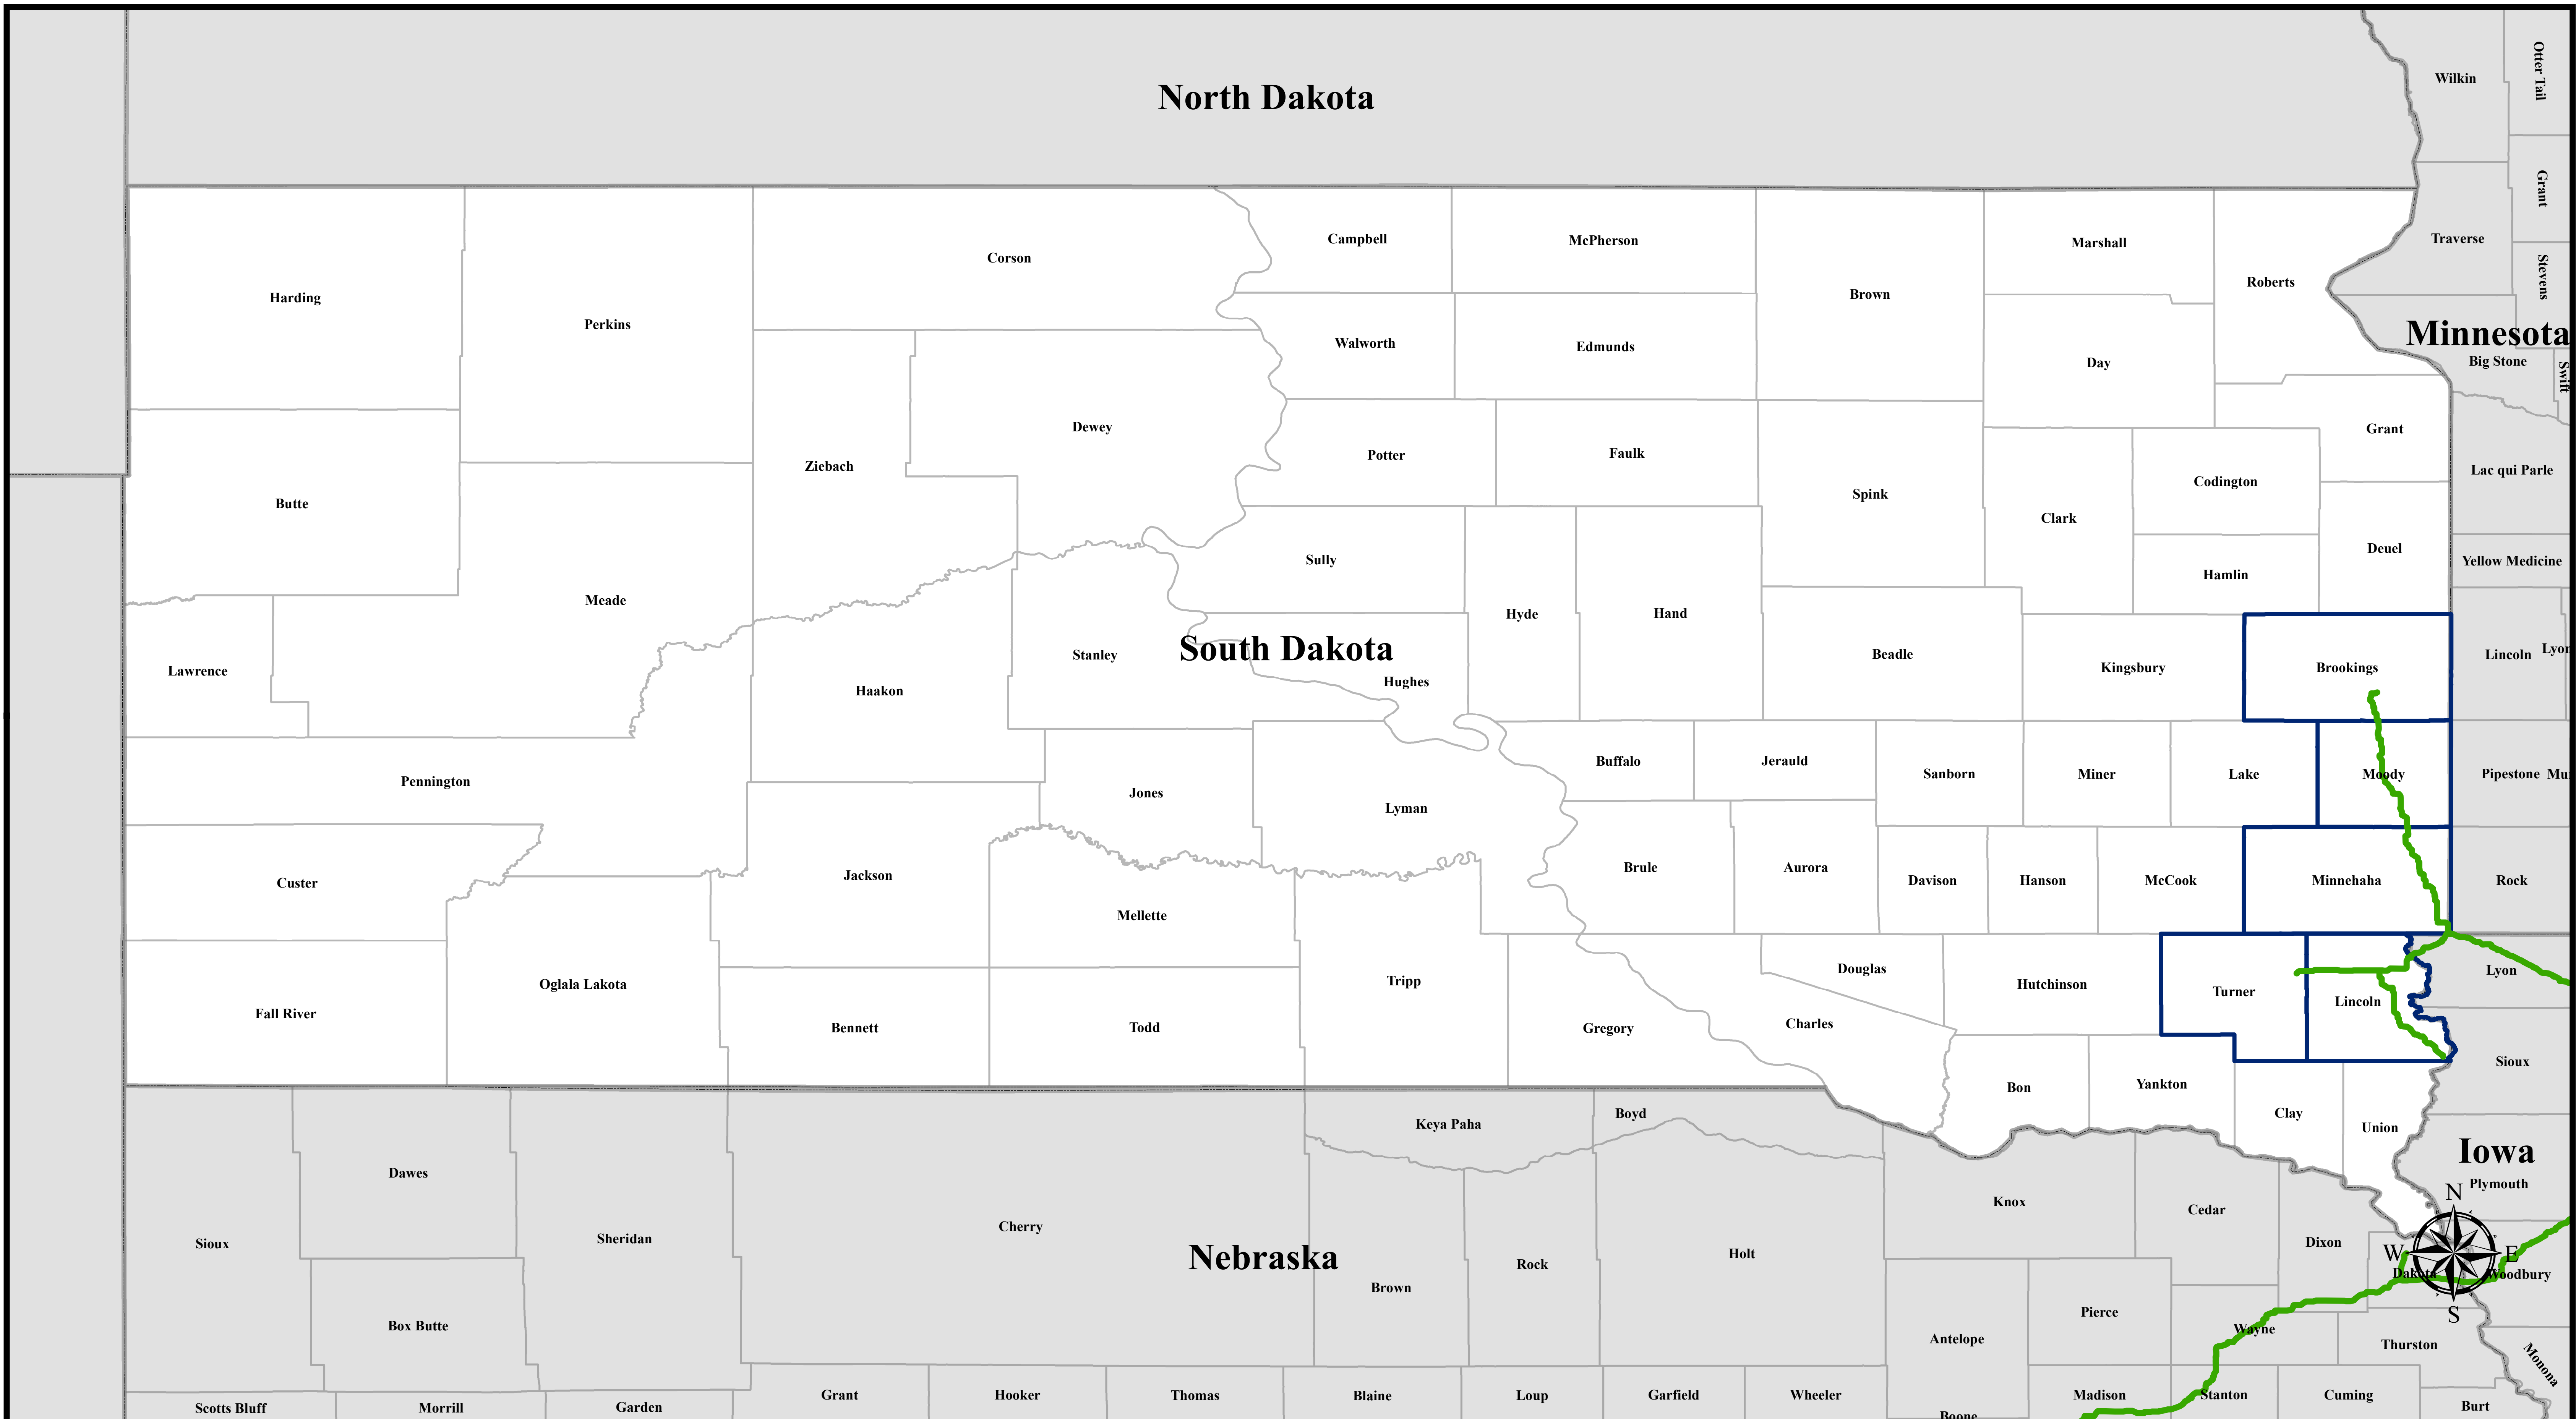 North Dakota
Wilkin
Otter Tail
Grant
Traverse
Stevens
Minnesota
Big Stone
Swift
Harding
Perkins
Corson
Campbell
McPherson
Brown
Marshall
Roberts
Walworth
Edmunds
Day
Butte
Ziebach
Dewey
Potter
Faulk
Spink
Clark
Codington
Grant
Lac qui Parle
Meade
Sully
Hyde
Hand
Hamlin
Deuel
Yellow Medicine
Lawrence
Haakon
Stanley
South Dakota
Hughes
Beadle
Kingsbury
Brookings
Lincoln
Lyon
Pennington
Jones
Lyman
Buffalo
Jerauld
Sanborn
Miner
Lake
Moody
Pipestone
Mu
Custer
Jackson
Mellette
Brule
Aurora
Davison
Hanson
McCook
Minnehaha
Rock
Fall River
Oglala Lakota
Bennett
Todd
Tripp
Gregory
Douglas
Charles
Hutchinson
Turner
Lincoln
Lyon
Sioux
Bon
Yankton
Clay
Union
Iowa
Plymouth
Sioux
Dawes
Sheridan
Cherry
Nebraska
Keya Paha
Boyd
Brown
Rock
Holt
Knox
Cedar
Dixon
N
W
E
S
Dakota
Woodbury
Box Butte
Antelope
Pierce
Wayne
Thurston
Monona
Scotts Bluff
Morrill
Garden
Grant
Hooker
Thomas
Blaine
Loup
Garfield
Wheeler
Boone
Madison
Stanton
Cuming
Burt